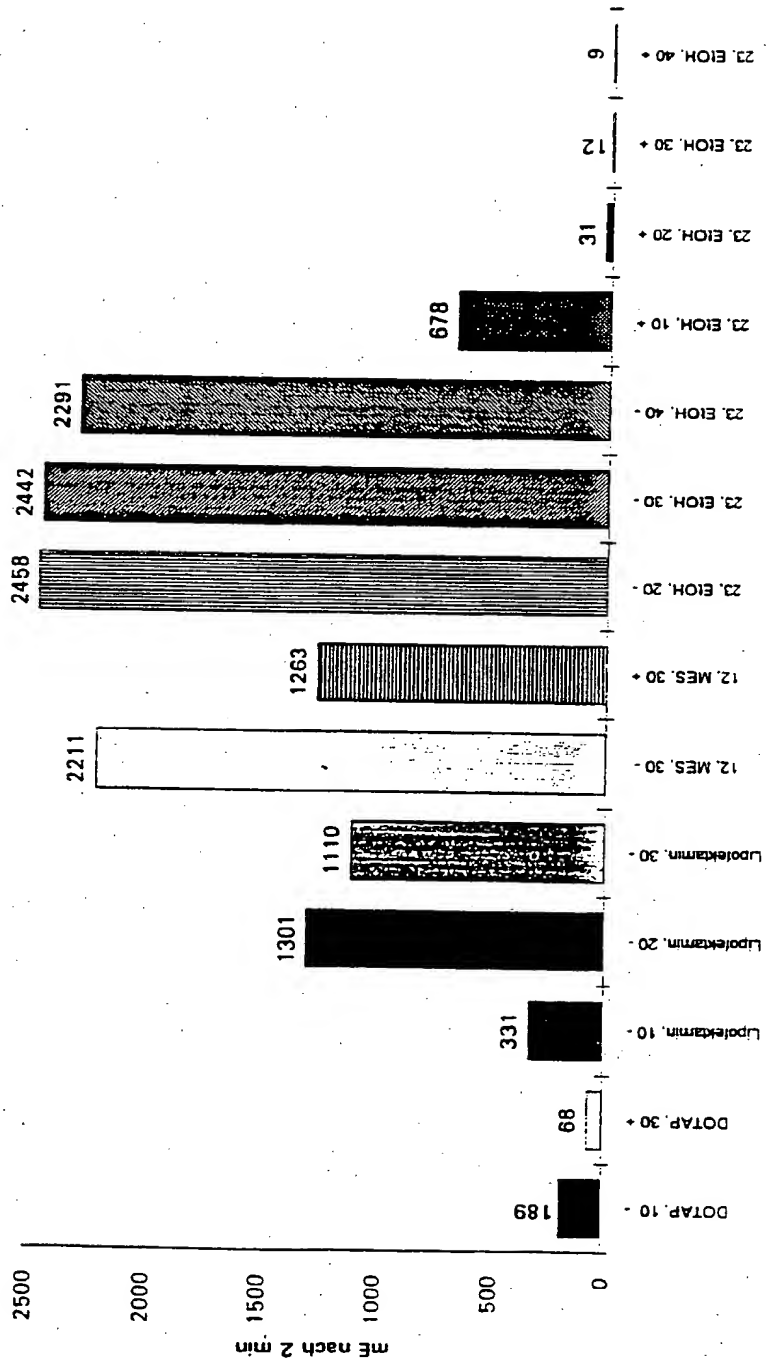 mE nach 2 min
2500
2000
1500
1000
500
0
189
68
331
1301
1110
2211
1263
2458
2442
2291
678
31
12
9
DOTAP. 10 -
DOTAP. 30 +
Lipofektamin. 10 -
Lipofektamin. 20 -
Lipofektamin. 30 -
12. MES. 30 -
12. MES. 30 +
23. EtOH. 20 -
23. EtOH. 30 -
23. EtOH. 40 -
23. EtOH. 10 +
23. EtOH. 20 +
23. EtOH. 30 +
23. EtOH. 40 +